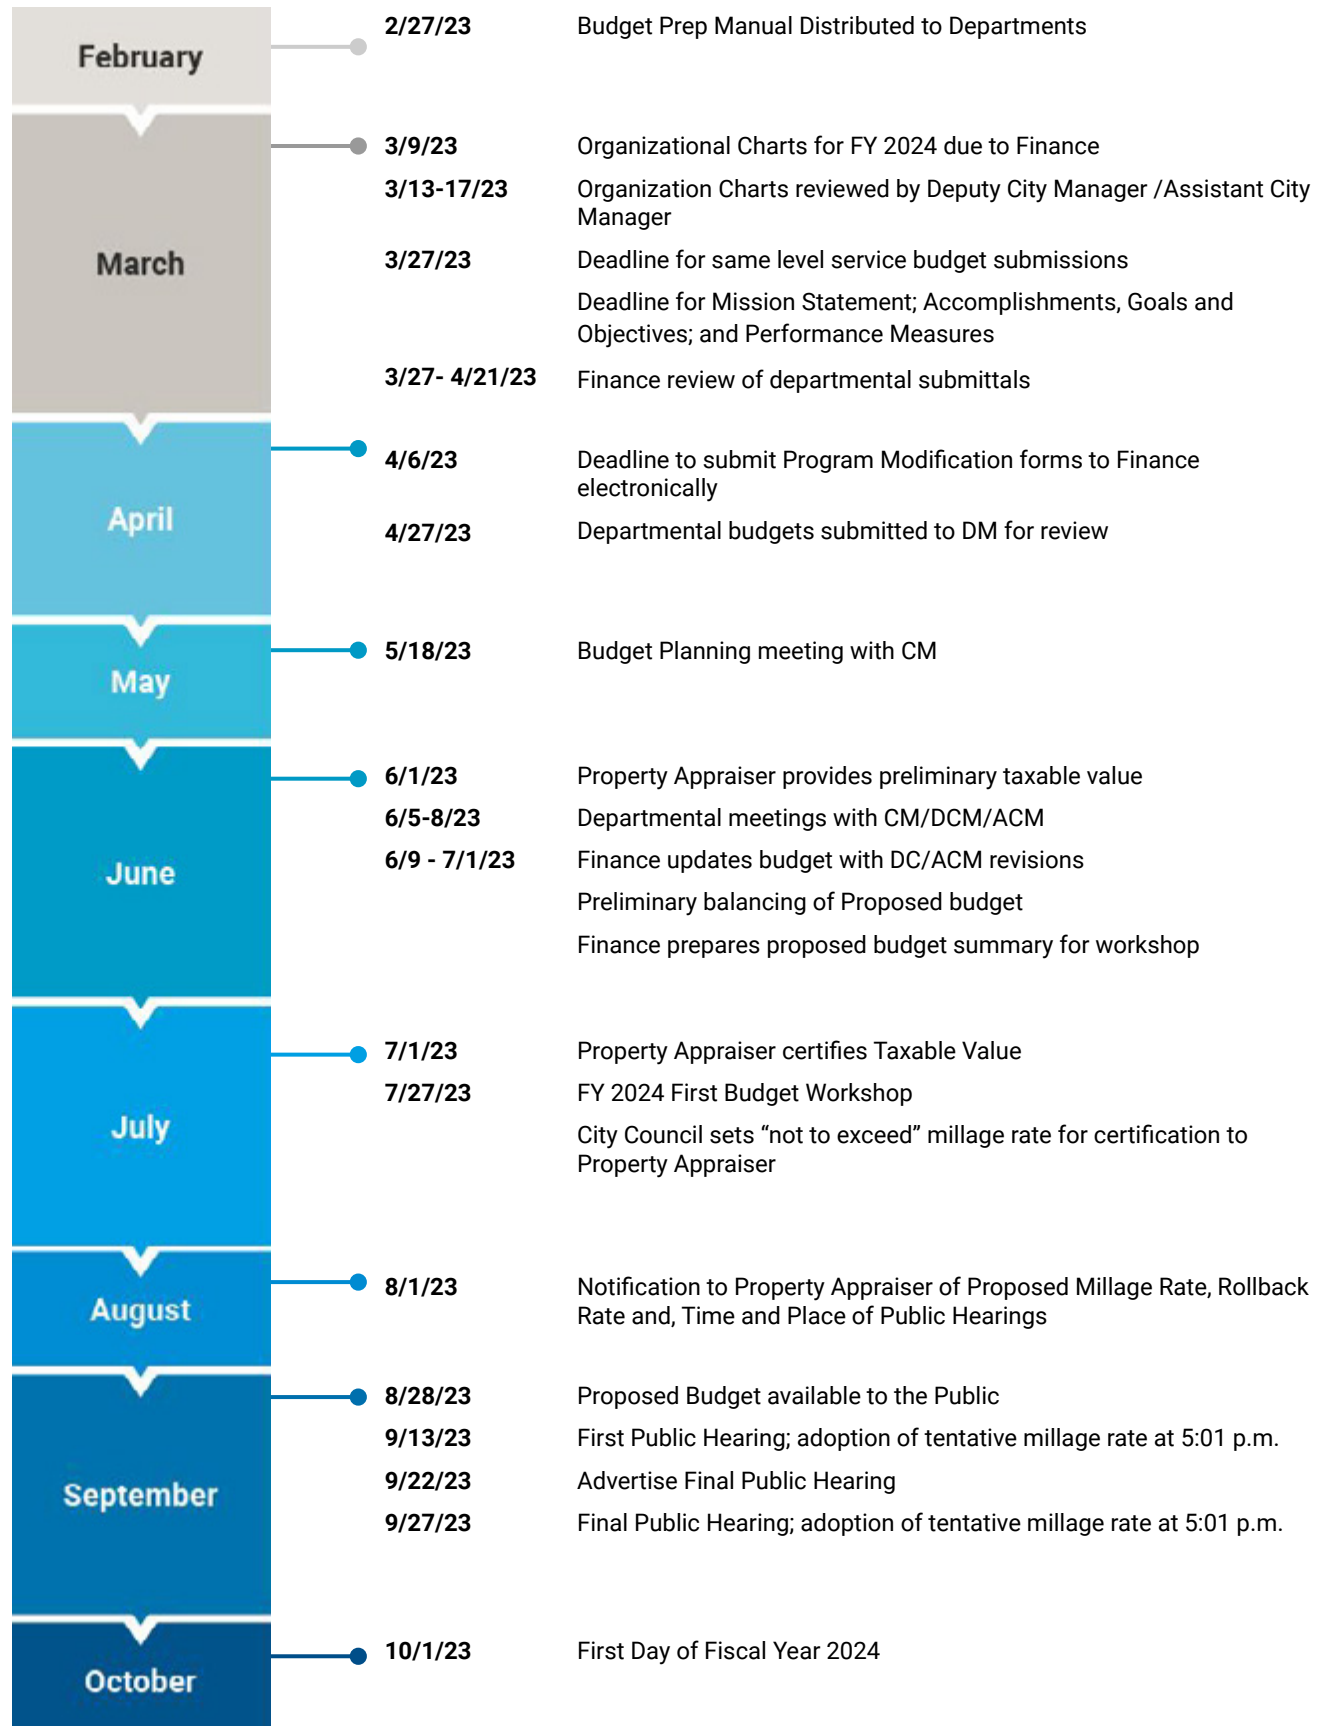 February
2/27/23 Budget Prep Manual Distributed to Departments
March
3/9/23 Organizational Charts for FY 2024 due to Finance
3/13-17/23 Organization Charts reviewed by Deputy City Manager /Assistant City
Manager
3/27/23 Deadline for same level service budget submissions
Deadline for Mission Statement; Accomplishments, Goals and
Objectives; and Performance Measures
3/27- 4/21/23 Finance review of departmental submittals
April
4/6/23 Deadline to submit Program Modification forms to Finance
electronically
4/27/23 Departmental budgets submitted to DM for review
May
5/18/23 Budget Planning meeting with CM
June
6/1/23 Property Appraiser provides preliminary taxable value
6/5-8/23 Departmental meetings with CM/DCM/ACM
6/9 - 7/1/23 Finance updates budget with DC/ACM revisions
Preliminary balancing of Proposed budget
Finance prepares proposed budget summary for workshop
July
7/1/23 Property Appraiser certifies Taxable Value
7/27/23 FY 2024 First Budget Workshop
City Council sets “not to exceed” millage rate for certification to
Property Appraiser
August
8/1/23 Notification to Property Appraiser of Proposed Millage Rate, Rollback
Rate and, Time and Place of Public Hearings
September
8/28/23 Proposed Budget available to the Public
9/13/23 First Public Hearing; adoption of tentative millage rate at 5:01 p.m.
9/22/23 Advertise Final Public Hearing
9/27/23 Final Public Hearing; adoption of tentative millage rate at 5:01 p.m.
October
10/1/23 First Day of Fiscal Year 2024